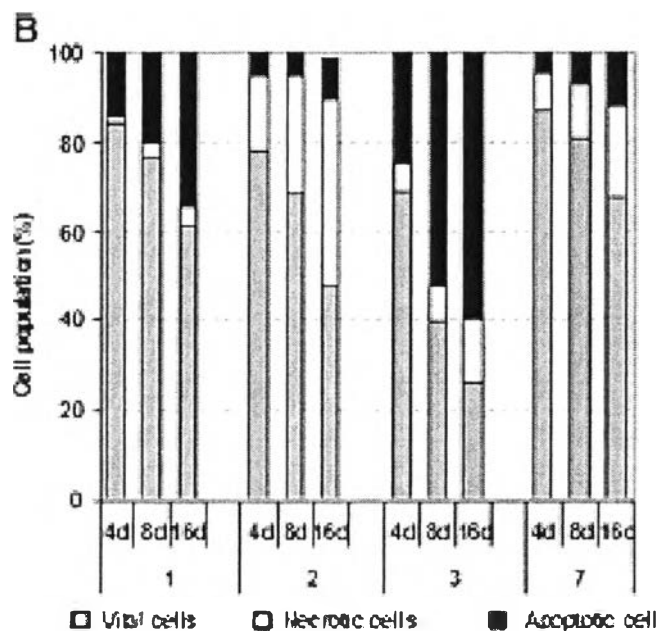 B
100
80
60
40
20
0
Cell population (%)
4d 8d 16d 4d 8d 16d 4d 8d 16d 4d 8d 16d
1 2 3 7
Vital cells Necrotic cells Apoptotic cell